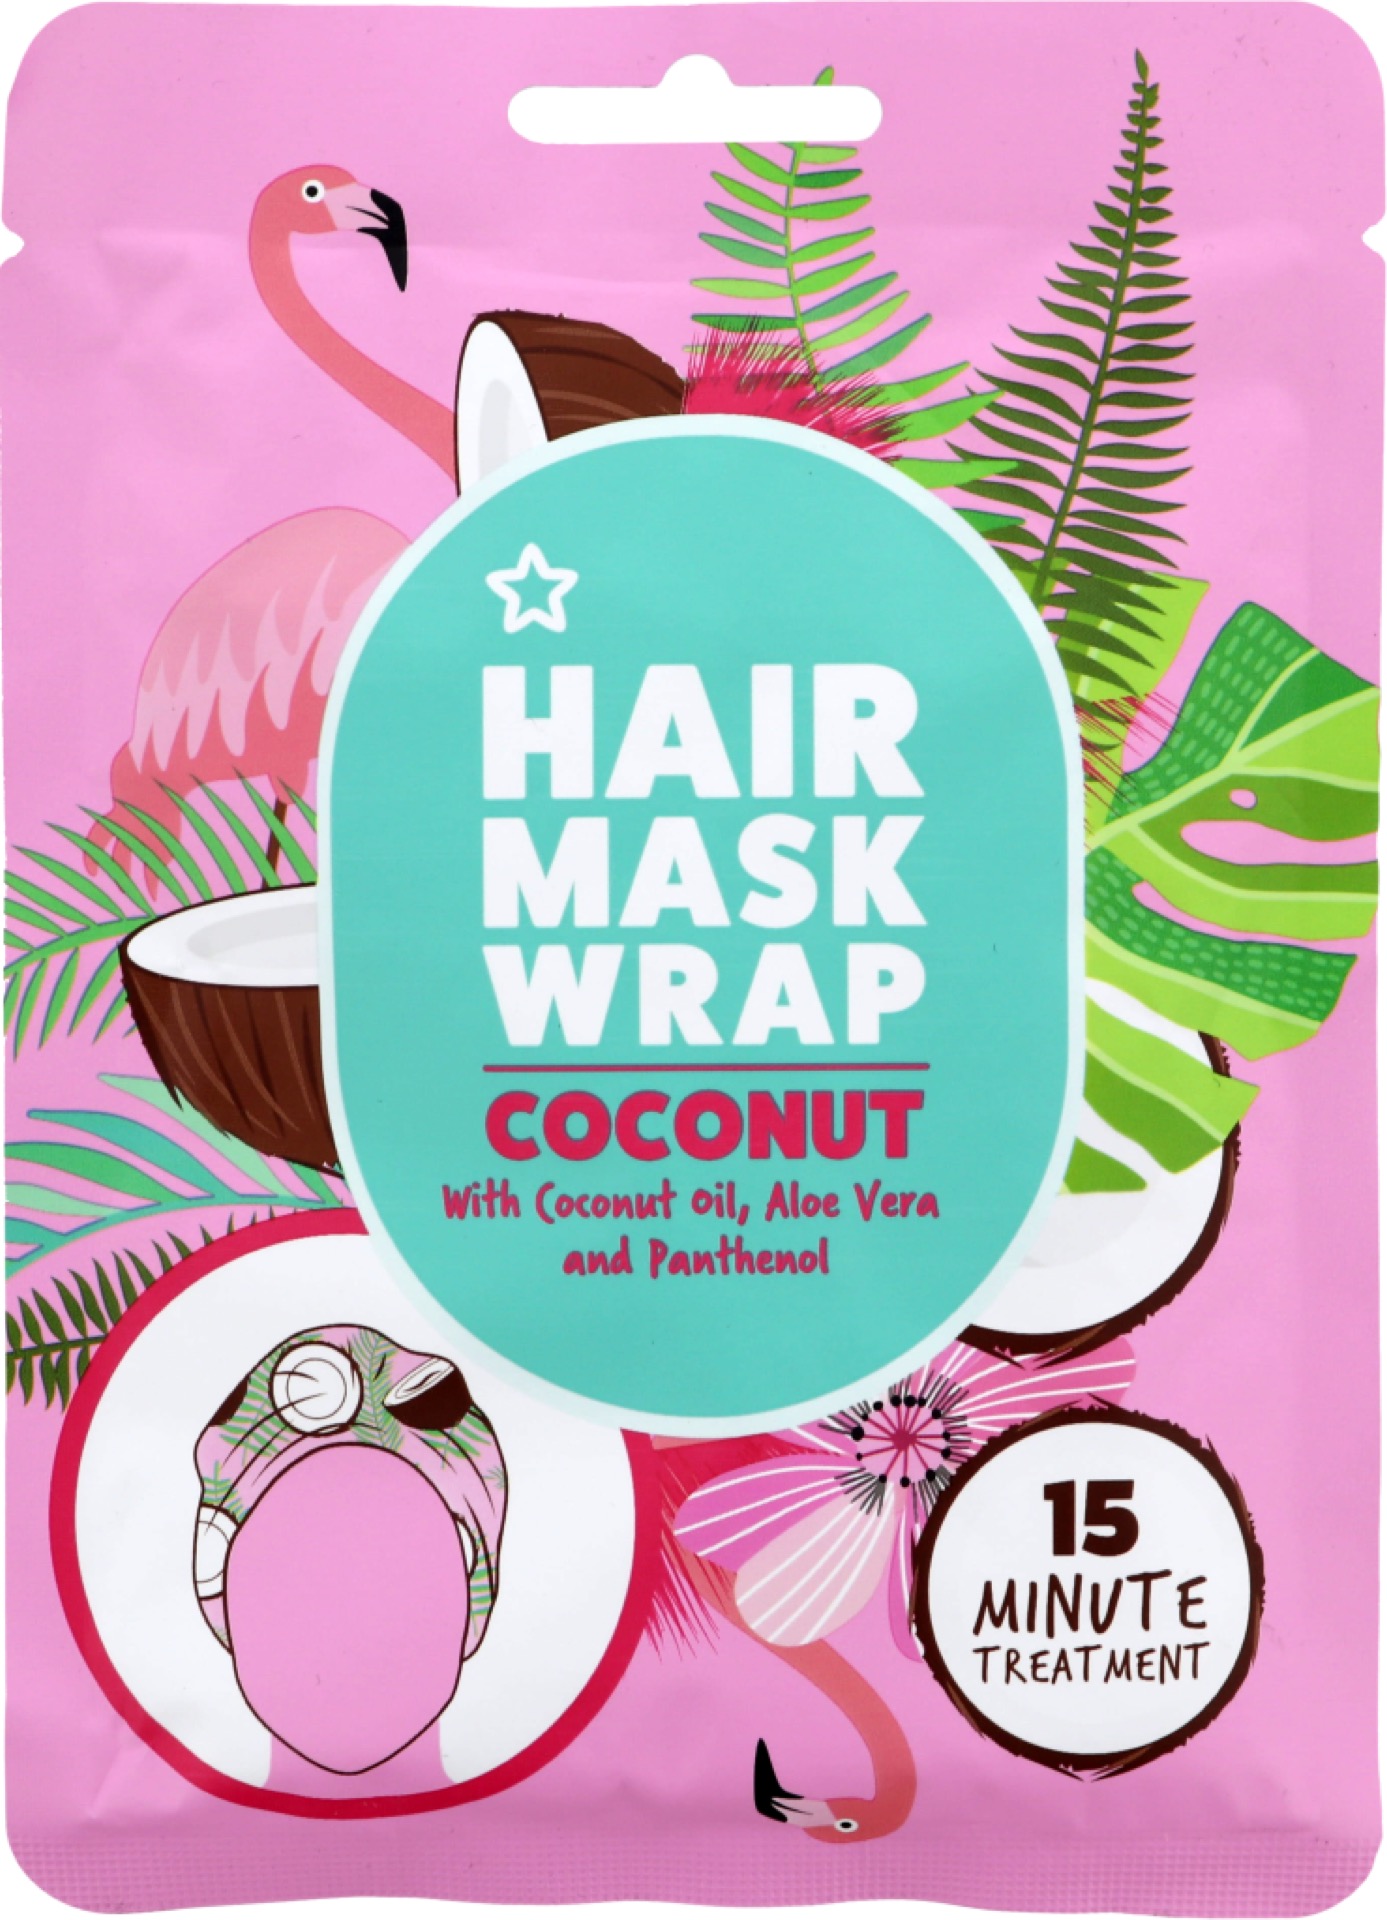 HAIR
MASK
WRAP
COCONUT
With Coconut Oil, Aloe Vera
and Panthenol
15
MINUTE
TREATMENT